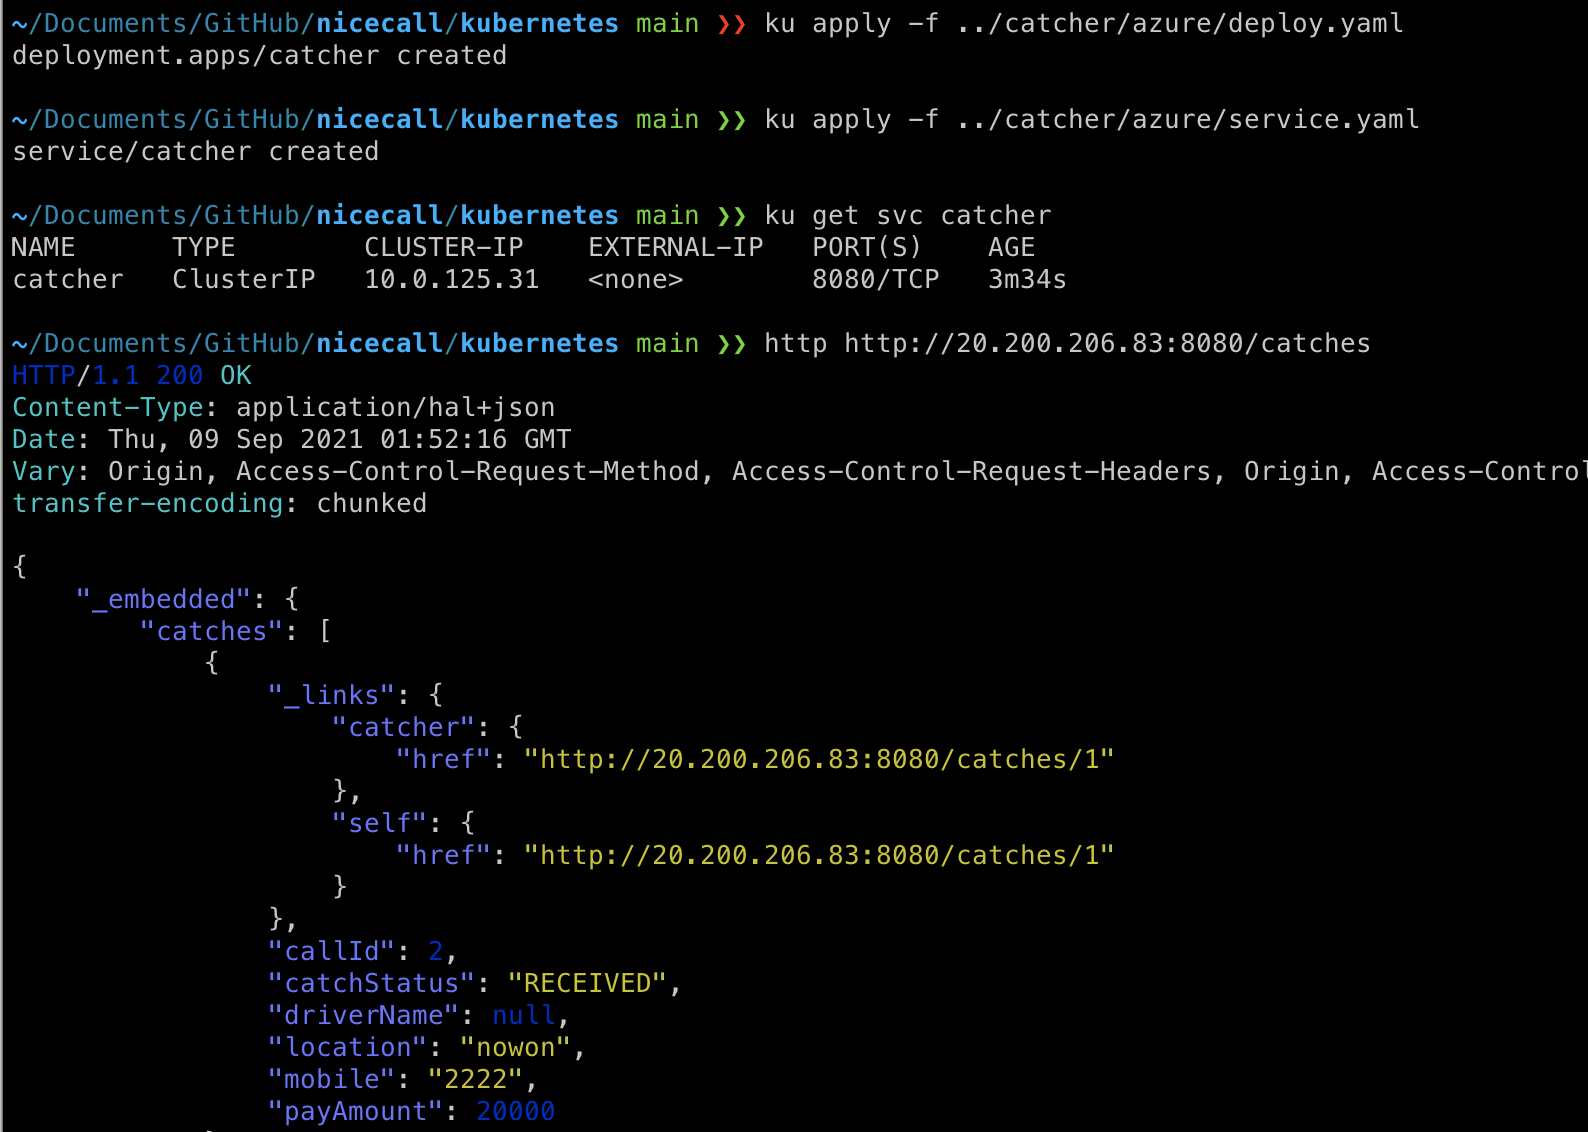 ~/Documents/GitHub/nicecall/kubernetes main ❯❯ ku apply -f ../catcher/azure/deploy.yaml
deployment.apps/catcher created
~/Documents/GitHub/nicecall/kubernetes main ❯❯ ku apply -f ../catcher/azure/service.yaml
service/catcher created
~/Documents/GitHub/nicecall/kubernetes main ❯❯ ku get svc catcher
NAME      TYPE        CLUSTER-IP    EXTERNAL-IP   PORT(S)    AGE
catcher   ClusterIP   10.0.125.31   <none>        8080/TCP   3m34s
~/Documents/GitHub/nicecall/kubernetes main ❯❯ http http://20.200.206.83:8080/catches
HTTP/1.1 200 OK
Content-Type: application/hal+json
Date: Thu, 09 Sep 2021 01:52:16 GMT
Vary: Origin, Access-Control-Request-Method, Access-Control-Request-Headers, Origin, Access-Control
transfer-encoding: chunked
{
    "_embedded": {
        "catches": [
            {
                "_links": {
                    "catcher": {
                        "href": "http://20.200.206.83:8080/catches/1"
                    },
                    "self": {
                        "href": "http://20.200.206.83:8080/catches/1"
                    }
                },
                "callId": 2,
                "catchStatus": "RECEIVED",
                "driverName": null,
                "location": "nowon",
                "mobile": "2222",
                "payAmount": 20000